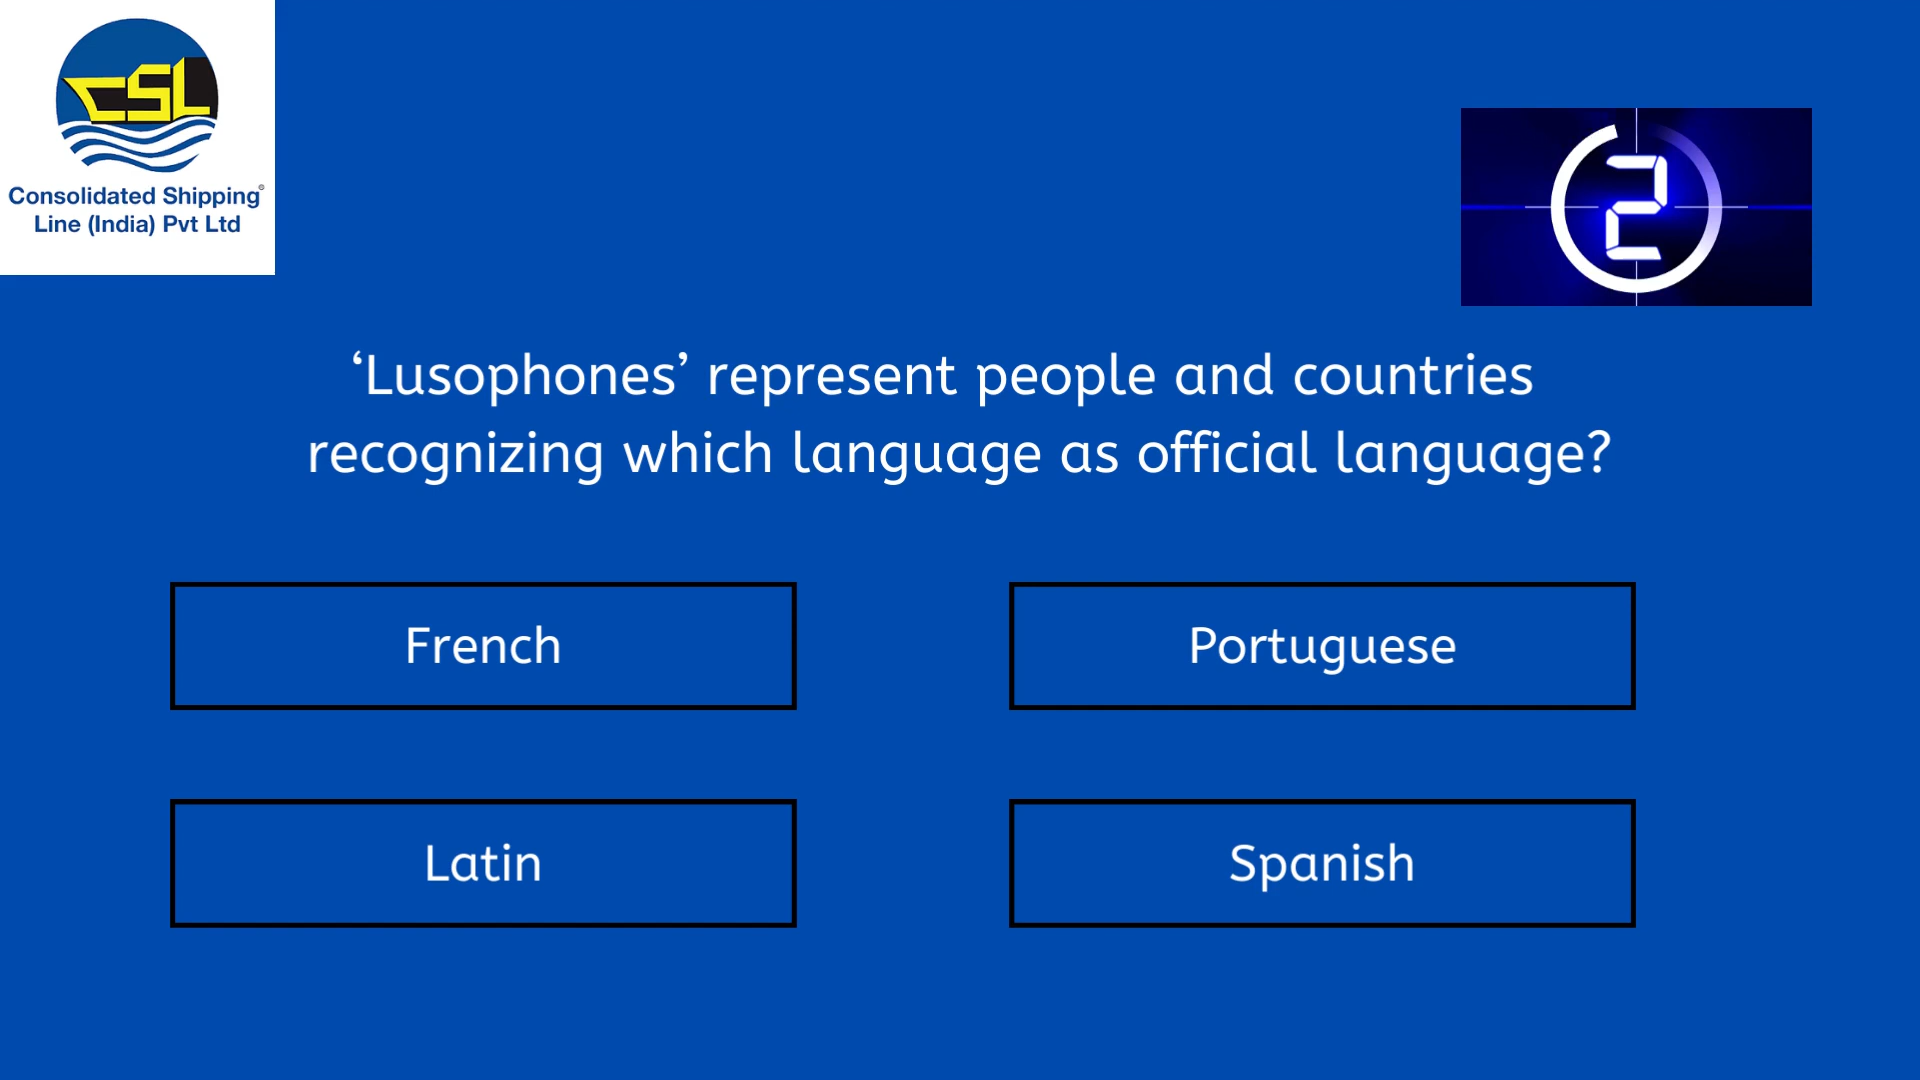 CSL
Consolidated Shipping®
Line (India) Pvt Ltd
2
‘Lusophones’ represent people and countries
recognizing which language as official language?
French
Portuguese
Latin
Spanish